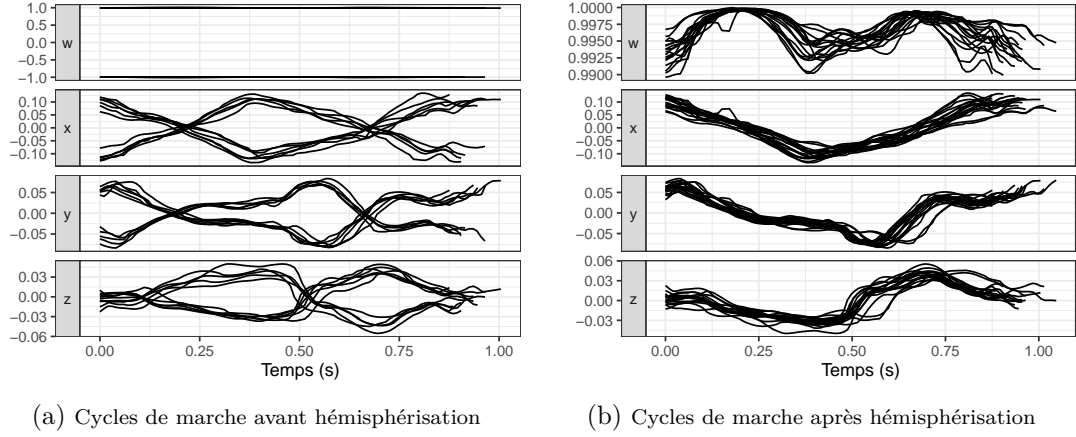 w
1.0
0.5
0.0
−0.5
−1.0
x
0.10
0.05
0.00
−0.05
−0.10
y
0.05
0.00
−0.05
z
0.03
0.00
−0.03
−0.06
0.00 0.25 0.50 0.75 1.00
Temps (s)
(a) Cycles de marche avant hémisphérisation
w
1.0000
0.9975
0.9950
0.9925
0.9900
x
0.10
0.05
0.00
−0.05
−0.10
y
0.05
0.00
−0.05
z
0.06
0.03
0.00
−0.03
0.00 0.25 0.50 0.75 1.00
Temps (s)
(b) Cycles de marche après hémisphérisation